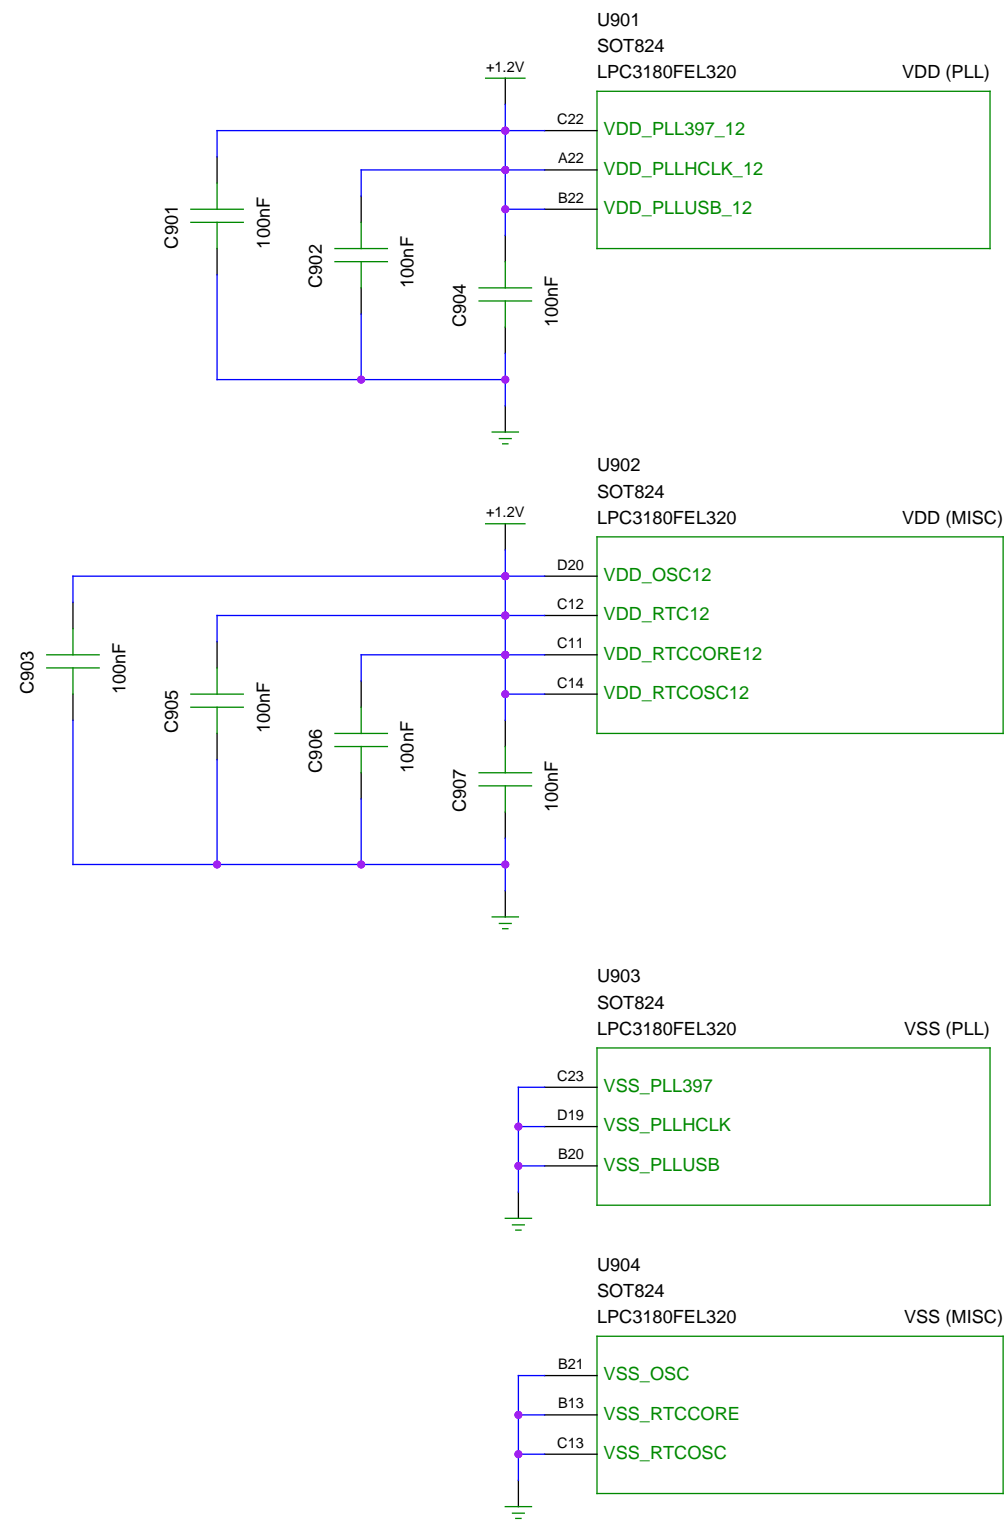 U901
SOT824
LPC3180FEL320 VDD (PLL)
+1.2V
C22 VDD_PLL397_12
A22 VDD_PLLHCLK_12
B22 VDD_PLLUSB_12
C901 100nF
C902 100nF
C904 100nF
U902
SOT824
LPC3180FEL320 VDD (MISC)
+1.2V
D20 VDD_OSC12
C12 VDD_RTC12
C11 VDD_RTCCORE12
C14 VDD_RTCOSC12
C903 100nF
C905 100nF
C906 100nF
C907 100nF
U903
SOT824
LPC3180FEL320 VSS (PLL)
C23 VSS_PLL397
D19 VSS_PLLHCLK
B20 VSS_PLLUSB
U904
SOT824
LPC3180FEL320 VSS (MISC)
B21 VSS_OSC
B13 VSS_RTCCORE
C13 VSS_RTCOSC